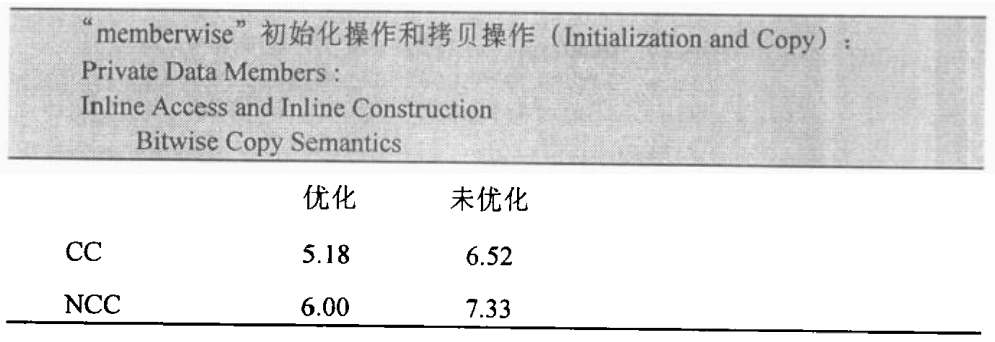 “memberwise”初始化操作和拷贝操作（Initialization and Copy）：
Private Data Members :
Inline Access and Inline Construction
Bitwise Copy Semantics
优化 未优化
CC 5.18 6.52
NCC 6.00 7.33